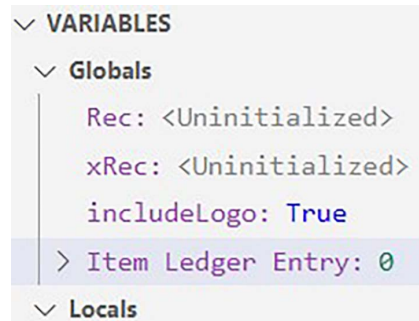 VARIABLES
Globals
Rec: <Uninitialized>
xRec: <Uninitialized>
includeLogo: True
Item Ledger Entry: 0
Locals